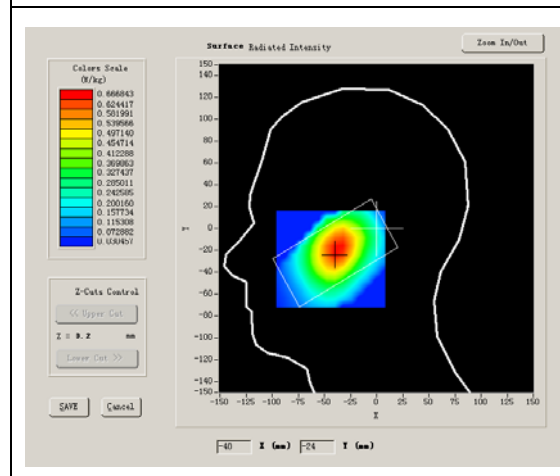 Surface Radiated Intensity
Zoom In/Out
Colors Scale
(W/kg)
0.666843
0.624417
0.581991
0.539566
0.497140
0.454714
0.412288
0.369863
0.327437
0.285011
0.242585
0.200160
0.157734
0.115308
0.072882
0.030457
150
140
120
100
80
60
40
20
0
-20
-40
-60
-80
-100
-120
-140
-150
Y
-150 -125 -100 -75 -50 -25 0 25 50 75 100 125 150
X
Z-Cuts Control
<< Upper Cut
Z = 0.2 mm
Lower Cut >>
SAVE Cancel
-40 X (mm) -24 Y (mm)